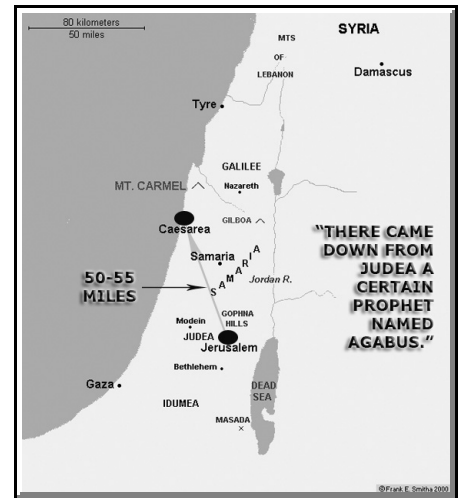 80 kilometers
50 miles
SYRIA
MTS
OF
LEBANON
Damascus
Tyre
GALILEE
MT. CARMEL
Nazareth
GILBOA
Caesarea
SAMARIA
Samaria
Jordan R.
50-55
MILES
"THERE CAME
DOWN FROM
JUDEA A
CERTAIN
PROPHET
NAMED
AGABUS."
Modein
GOPHNA
HILLS
JUDEA
Jerusalem
Bethlehem
Gaza
DEAD
SEA
IDUMEA
MASADA
©Frank E. Smitha 2000